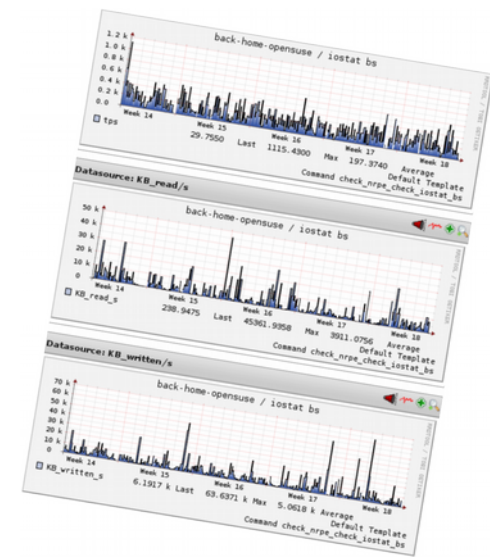 back-home-opensuse / iostat bs
1.2 k
1.0 k
0.8 k
0.6 k
0.4 k
0.2 k
0.0
Week 14 Week 15 Week 16 Week 17 Week 18
tps 29.7550 Last 1115.4300 Max 197.3740 Average
Default Template
Command check_nrpe_check_iostat_bs
Datasource: KB_read/s
back-home-opensuse / iostat bs
50 k
40 k
30 k
20 k
10 k
0
Week 14 Week 15 Week 16 Week 17 Week 18
KB_read_s 238.9475 Last 45361.9358 Max 3911.0756 Average
Default Template
Command check_nrpe_check_iostat_bs
Datasource: KB_written/s
back-home-opensuse / iostat bs
70 k
60 k
50 k
40 k
30 k
20 k
10 k
0
Week 14 Week 15 Week 16 Week 17 Week 18
KB_written_s 6.1917 k Last 63.6371 k Max 5.0618 k Average
Default Template
Command check_nrpe_check_iostat_bs